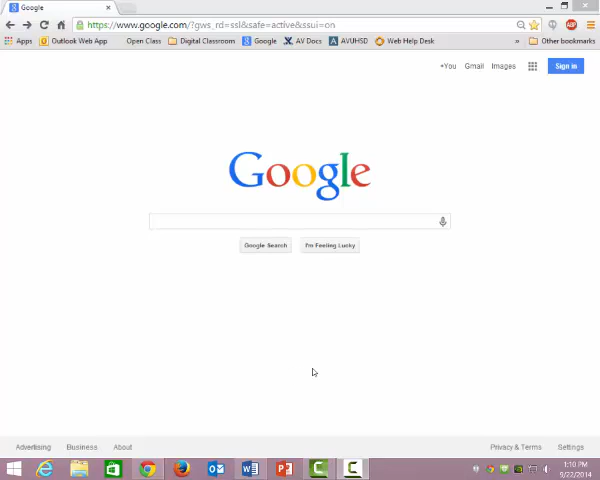 Google
https://www.google.com/?gws_rd=ssl&safe=active&ssui=on
ABP
Apps Outlook Web App Open Class Digital Classroom Google AV Docs AVUHSD Web Help Desk » Other bookmarks
+You Gmail Images Sign in
Google
Google Search I'm Feeling Lucky
Advertising Business About Privacy & Terms Settings
1:10 PM
9/22/2014